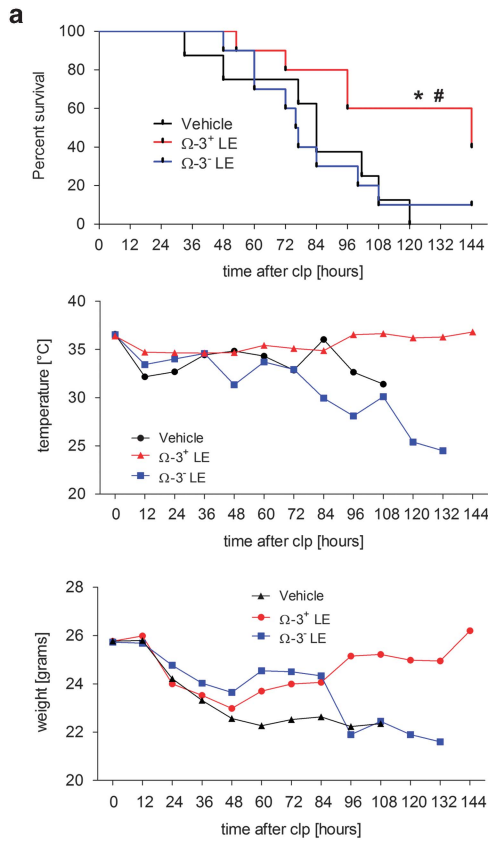 a
100
80
60
40
20
0
Percent survival
* #
Vehicle
Ω-3⁺ LE
Ω-3⁻ LE
0 12 24 36 48 60 72 84 96 108 120 132 144
time after clp [hours]
40
35
30
25
20
temperature [°C]
Vehicle
Ω-3⁺ LE
Ω-3⁻ LE
0 12 24 36 48 60 72 84 96 108 120 132 144
time after clp [hours]
28
26
24
22
20
weight [grams]
Vehicle
Ω-3⁺ LE
Ω-3⁻ LE
0 12 24 36 48 60 72 84 96 108 120 132 144
time after clp [hours]